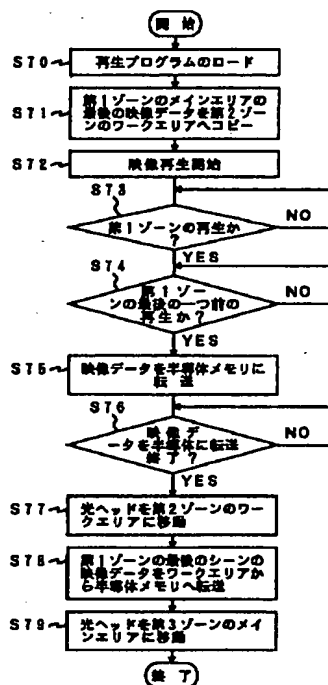 開始
S70
再生プログラムのロード
S71
第1ゾーンのメインエリアの
最後の映像データを第2ゾー
ンのワークエリアへコピー
S72
映像再生開始
S73
第1ゾーンの再生か
?
NO
YES
S74
第1ゾ
ーンの最後の一つ前の
再生か?
NO
YES
S75
映像データを半導体メモリに
転送
S76
映像デ
ータを半導体に転送
終了?
NO
YES
S77
光ヘッドを第2ゾーンのワー
クエリアに移動
S78
第1ゾーンの最後のシーンの
映像データをワークエリアか
ら半導体メモリへ転送
S79
光ヘッドを第3ゾーンのメイ
ンエリアに移動
終了